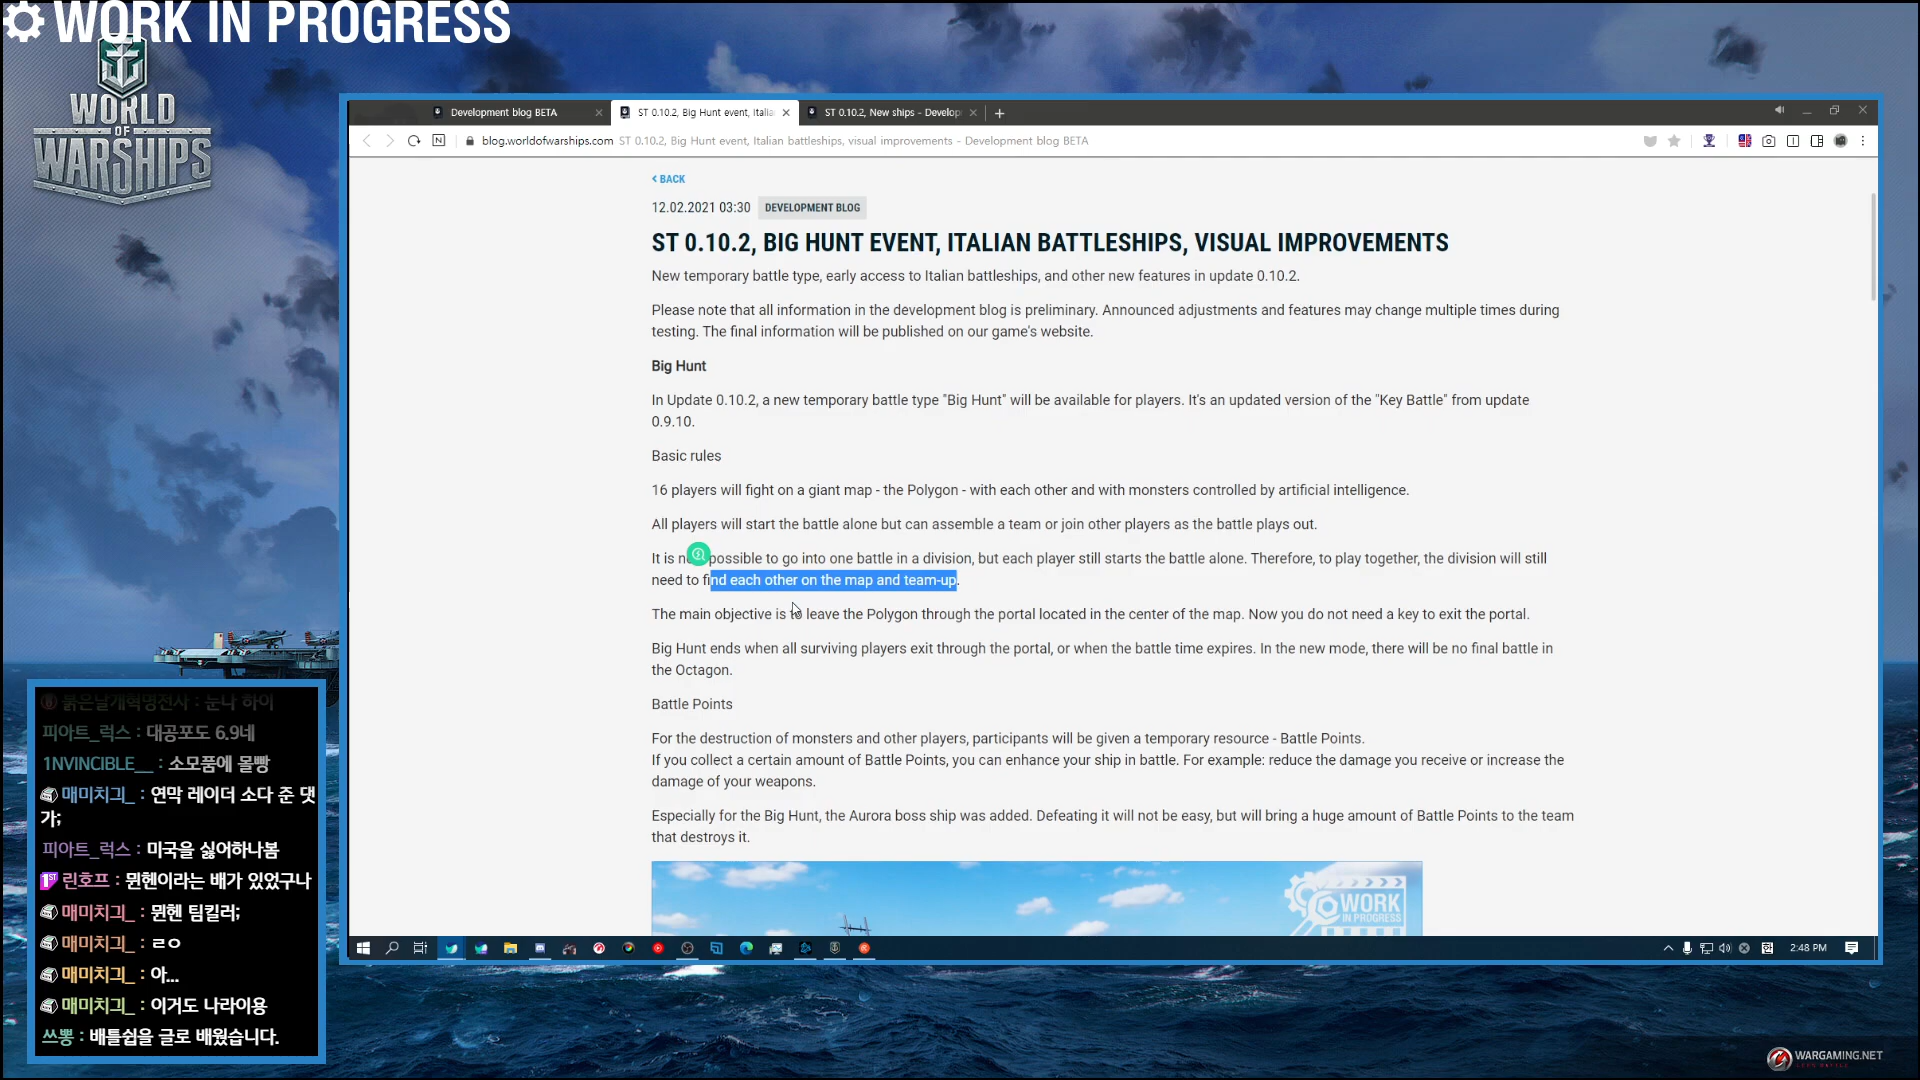 WORK IN PROGRESS
WORLD
OF
WARSHIPS
Development blog BETA
ST 0.10.2, Big Hunt event, Italia
ST 0.10.2, New ships - Develop
blog.worldofwarships.com ST 0.10.2, Big Hunt event, Italian battleships, visual improvements – Development blog BETA
BACK
12.02.2021 03:30 DEVELOPMENT BLOG
ST 0.10.2, BIG HUNT EVENT, ITALIAN BATTLESHIPS, VISUAL IMPROVEMENTS
New temporary battle type, early access to Italian battleships, and other new features in update 0.10.2.
Please note that all information in the development blog is preliminary. Announced adjustments and features may change multiple times during
testing. The final information will be published on our game's website.
Big Hunt
In Update 0.10.2, a new temporary battle type "Big Hunt" will be available for players. It's an updated version of the "Key Battle" from update
0.9.10.
Basic rules
16 players will fight on a giant map - the Polygon - with each other and with monsters controlled by artificial intelligence.
All players will start the battle alone but can assemble a team or join other players as the battle plays out.
It is possible to go into one battle in a division, but each player still starts the battle alone. Therefore, to play together, the division will still
need to find each other on the map and team-up.
The main objective is to leave the Polygon through the portal located in the center of the map. Now you do not need a key to exit the portal.
Big Hunt ends when all surviving players exit through the portal, or when the battle time expires. In the new mode, there will be no final battle in
the Octagon.
Battle Points
For the destruction of monsters and other players, participants will be given a temporary resource - Battle Points.
If you collect a certain amount of Battle Points, you can enhance your ship in battle. For example: reduce the damage you receive or increase the
damage of your weapons.
Especially for the Big Hunt, the Aurora boss ship was added. Defeating it will not be easy, but will bring a huge amount of Battle Points to the team
that destroys it.
WORK
IN PROGRESS
2:48 PM
붉은날개혁명전사 : 눈나 하이
피아트_럭스 : 대공포도 6.9네
1NVINCIBLE__ : 소모품에 몰빵
매미치긔_ : 연막 레이더 소다 준 댓
가;
피아트_럭스 : 미국을 싫어하나봄
1ST 린호프 : 뮌헨이라는 배가 있었구나
매미치긔_ : 뮌헨 팀킬러;
매미치긔_ : ㄹㅇ
매미치긔_ : 아...
매미치긔_ : 이거도 나라이용
쓰뽕 : 배틀쉽을 글로 배웠습니다.
WARGAMING.NET